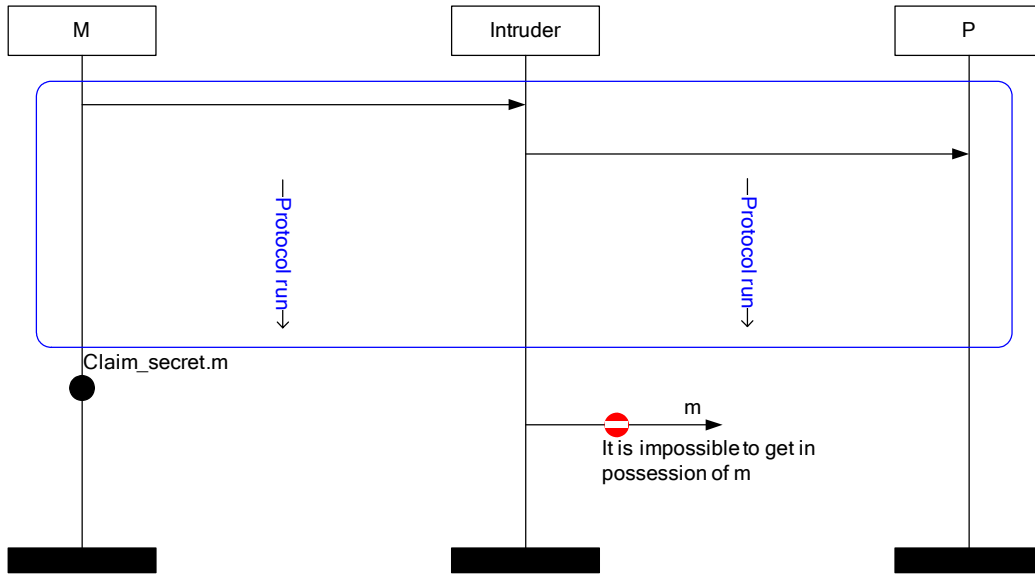 M
Intruder
P
Protocol run
Protocol run
Claim_secret.m
m
It is impossible to get in
possession of m